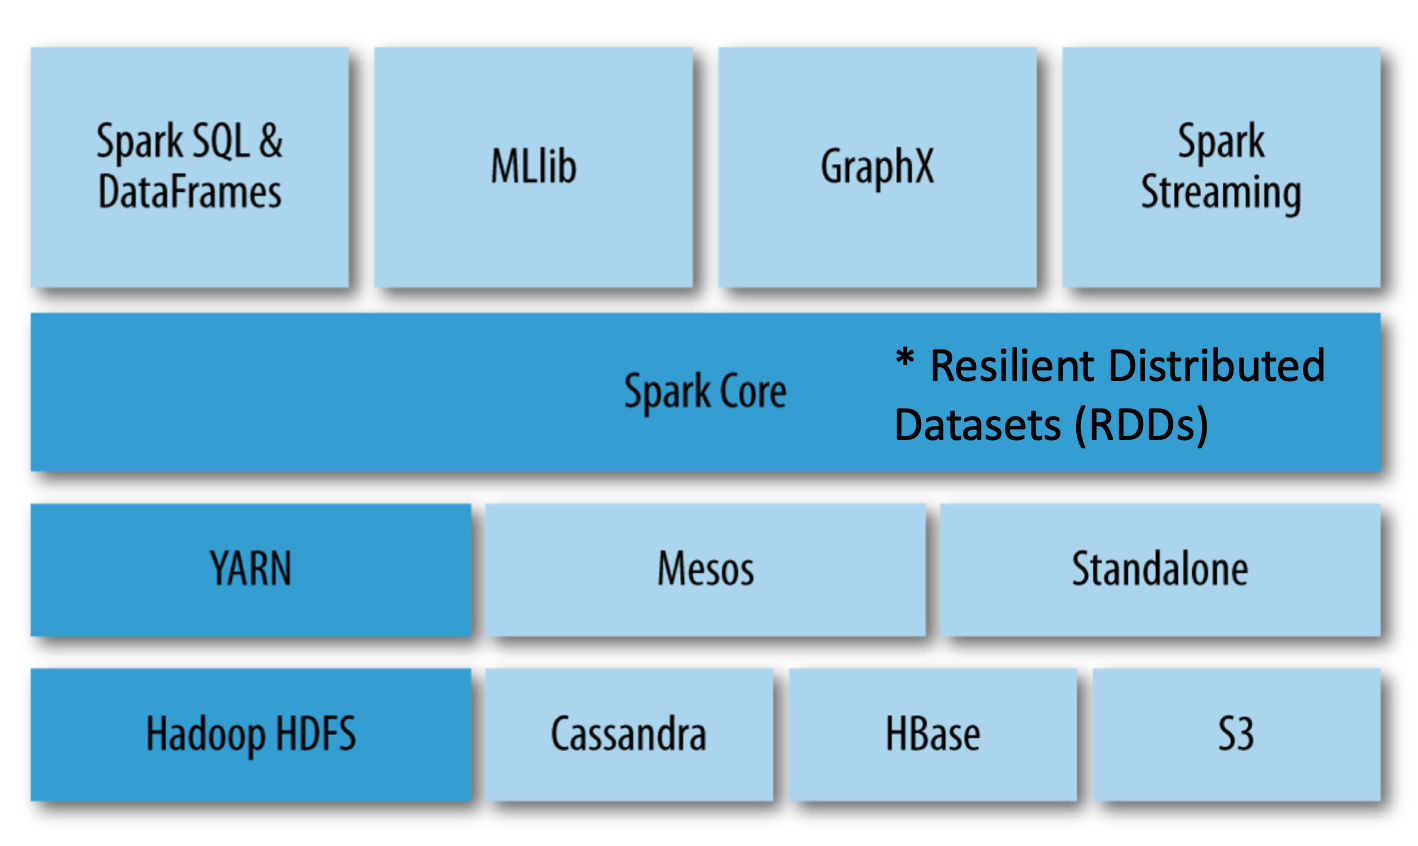 Spark SQL &
DataFrames
MLlib
GraphX
Spark
Streaming
Spark Core
* Resilient Distributed
Datasets (RDDs)
YARN
Mesos
Standalone
Hadoop HDFS
Cassandra
HBase
S3